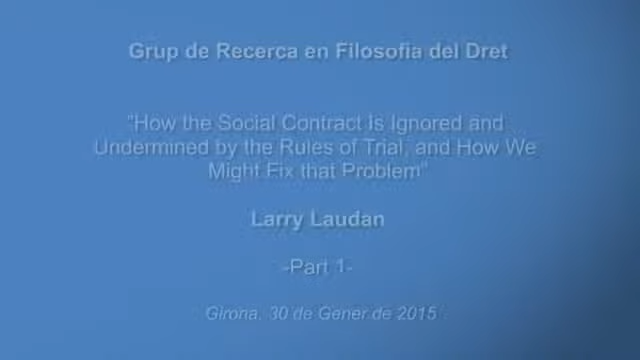 Grup de Recerca en Filosofia del Dret
"How the Social Contract Is Ignored and
Undermined by the Rules of Trial, and How We
Might Fix that Problem"
Larry Laudan
-Part 1-
Girona, 30 de Gener de 2015